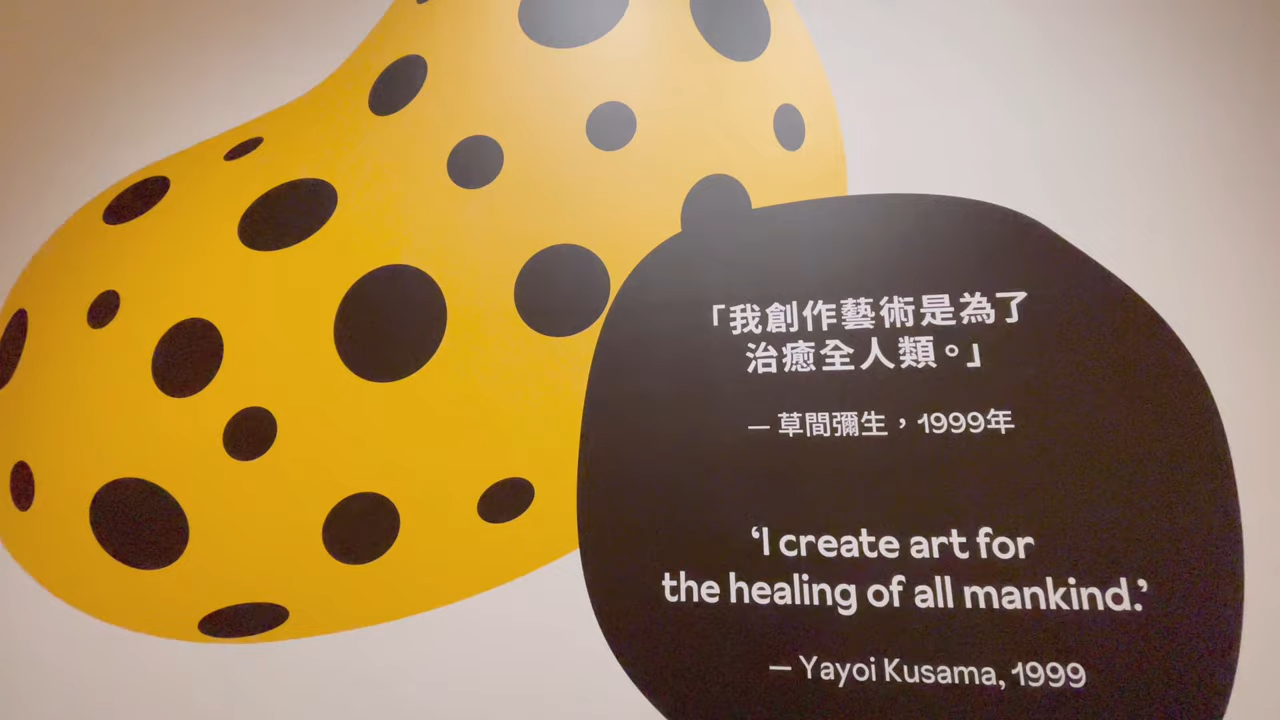 「我創作藝術是為了
治癒全人類。」
— 草間彌生，1999年
‘I create art for
the healing of all mankind.’
— Yayoi Kusama, 1999